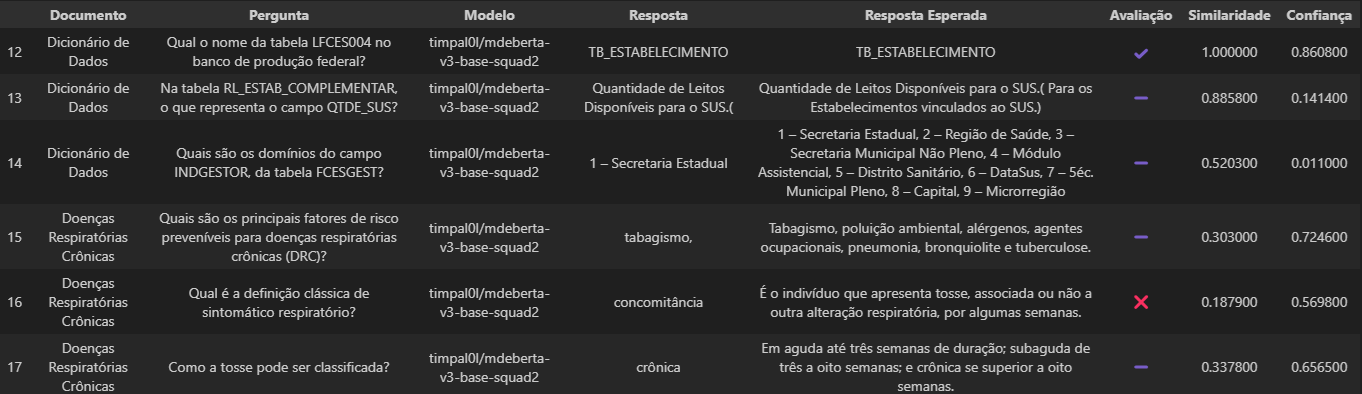 Documento Pergunta Modelo Resposta Resposta Esperada Avaliação Similaridade Confiança
12 Dicionário de Dados Qual o nome da tabela LFCES004 no banco de produção federal? timpal0l/mdeberta-v3-base-squad2 TB_ESTABELECIMENTO TB_ESTABELECIMENTO ✓ 1.000000 0.860800
13 Dicionário de Dados Na tabela RL_ESTAB_COMPLEMENTAR, o que representa o campo QTDE_SUS? timpal0l/mdeberta-v3-base-squad2 Quantidade de Leitos Disponíveis para o SUS.( Quantidade de Leitos Disponíveis para o SUS.( Para os Estabelecimentos vinculados ao SUS.) – 0.885800 0.141400
14 Dicionário de Dados Quais são os domínios do campo INDGESTOR, da tabela FCESGEST? timpal0l/mdeberta-v3-base-squad2 1 – Secretaria Estadual 1 – Secretaria Estadual, 2 – Região de Saúde, 3 – Secretaria Municipal Não Pleno, 4 – Módulo Assistencial, 5 – Distrito Sanitário, 6 – DataSus, 7 – 5éc. Municipal Pleno, 8 – Capital, 9 – Microrregião – 0.520300 0.011000
15 Doenças Respiratórias Crônicas Quais são os principais fatores de risco preveníveis para doenças respiratórias crônicas (DRC)? timpal0l/mdeberta-v3-base-squad2 tabagismo, Tabagismo, poluição ambiental, alérgenos, agentes ocupacionais, pneumonia, bronquiolite e tuberculose. – 0.303000 0.724600
16 Doenças Respiratórias Crônicas Qual é a definição clássica de sintomático respiratório? timpal0l/mdeberta-v3-base-squad2 concomitância É o indivíduo que apresenta tosse, associada ou não a outra alteração respiratória, por algumas semanas. ✕ 0.187900 0.569800
17 Doenças Respiratórias Crônicas Como a tosse pode ser classificada? timpal0l/mdeberta-v3-base-squad2 crônica Em aguda até três semanas de duração; subaguda de três a oito semanas; e crônica se superior a oito semanas. – 0.337800 0.656500